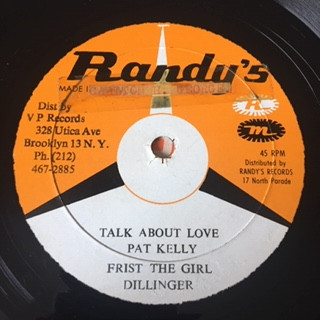 Randy's
MADE I
Dist by
V P Records
328 Utica Ave
Brooklyn 13 N. Y.
Ph. (212)
467-2885
R
m
45 RPM
Distributed by
RANDY'S RECORDS
17 North Parade
TALK ABOUT LOVE
PAT KELLY
FRIST THE GIRL
DILLINGER